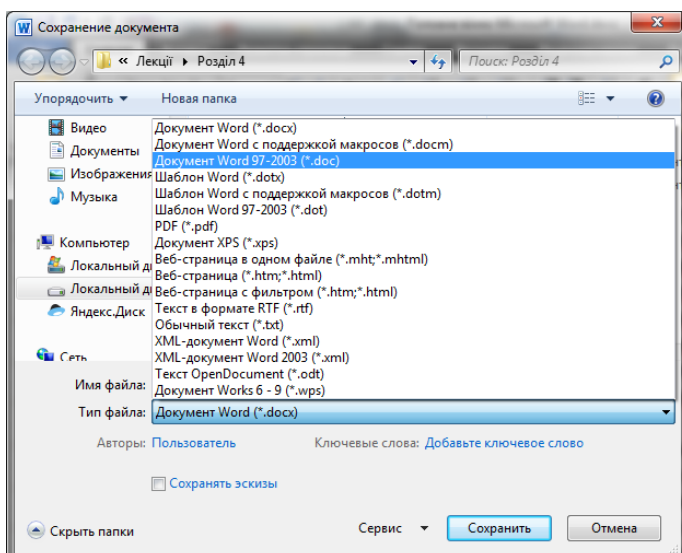 Сохранение документа
« Лекції ▸ Розділ 4
Поиск: Розділ 4
Упорядочить
Новая папка
Видео
Документы
Изображения
Музыка
Компьютер
Локальный д
Локальный д
Яндекс.Диск
Сеть
Документ Word (*.docx)
Документ Word с поддержкой макросов (*.docm)
Документ Word 97-2003 (*.doc)
Шаблон Word (*.dotx)
Шаблон Word с поддержкой макросов (*.dotm)
Шаблон Word 97-2003 (*.dot)
PDF (*.pdf)
Документ XPS (*.xps)
Веб-страница в одном файле (*.mht;*.mhtml)
Веб-страница (*.htm;*.html)
Веб-страница с фильтром (*.htm;*.html)
Текст в формате RTF (*.rtf)
Обычный текст (*.txt)
XML-документ Word (*.xml)
XML-документ Word 2003 (*.xml)
Текст OpenDocument (*.odt)
Документ Works 6 - 9 (*.wps)
Имя файла:
Тип файла: Документ Word (*.docx)
Авторы: Пользователь
Ключевые слова: Добавьте ключевое слово
Сохранять эскизы
Скрыть папки
Сервис
Сохранить
Отмена